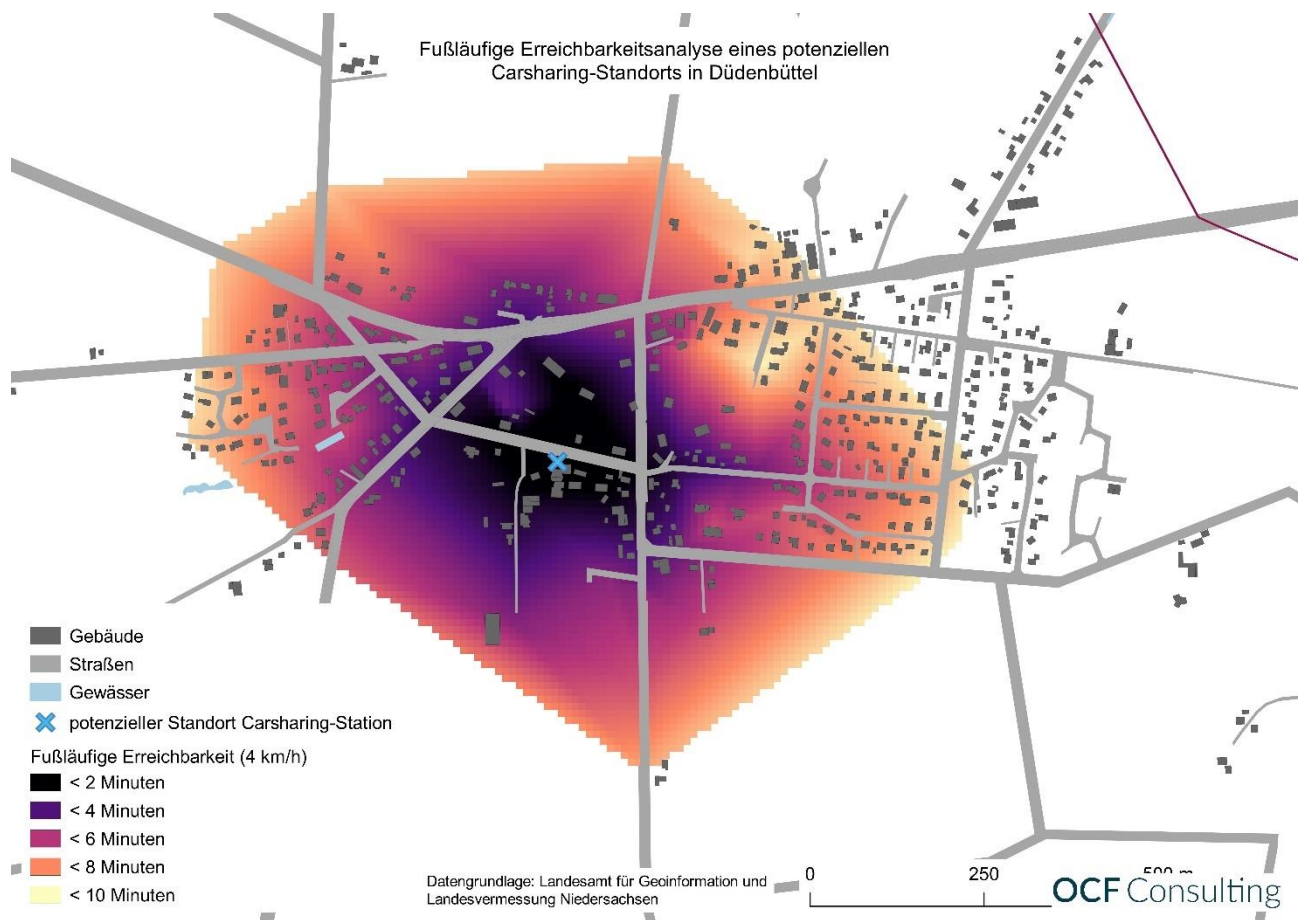 Fußläufige Erreichbarkeitsanalyse eines potenziellen
Carsharing-Standorts in Düdenbüttel
Gebäude
Straßen
Gewässer
potenzieller Standort Carsharing-Station
Fußläufige Erreichbarkeit (4 km/h)
< 2 Minuten
< 4 Minuten
< 6 Minuten
< 8 Minuten
< 10 Minuten
Datengrundlage: Landesamt für Geoinformation und
Landesvermessung Niedersachsen
0 250 500 m
OCF Consulting